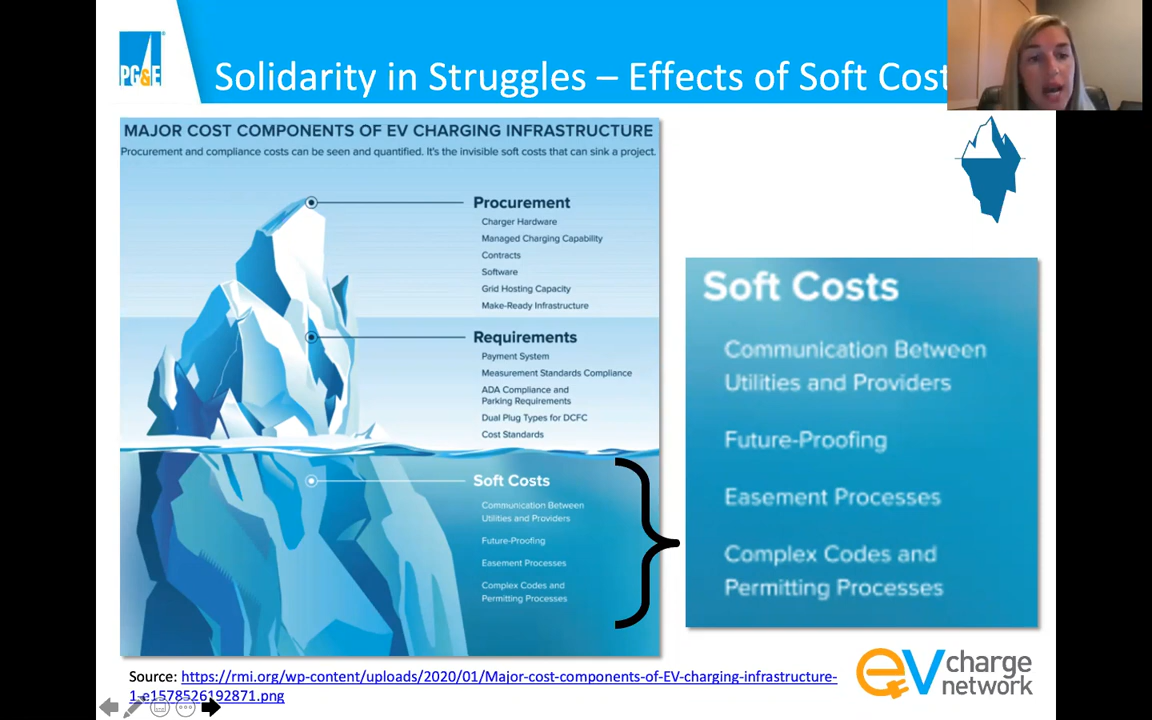 PG&E
Solidarity in Struggles – Effects of Soft Cost
MAJOR COST COMPONENTS OF EV CHARGING INFRASTRUCTURE
Procurement and compliance costs can be seen and quantified. It's the invisible soft costs that can sink a project.
Procurement
Charger Hardware
Managed Charging Capability
Contracts
Software
Grid Hosting Capacity
Make-Ready Infrastructure
Requirements
Payment System
Measurement Standards Compliance
ADA Compliance and
Parking Requirements
Dual Plug Types for DCFC
Cost Standards
Soft Costs
Communication Between
Utilities and Providers
Future-Proofing
Easement Processes
Complex Codes and
Permitting Processes
Soft Costs
Communication Between
Utilities and Providers
Future-Proofing
Easement Processes
Complex Codes and
Permitting Processes
Source: https://rmi.org/wp-content/uploads/2020/01/Major-cost-components-of-EV-charging-infrastructure-
1-e1578526192871.png
eV charge
network